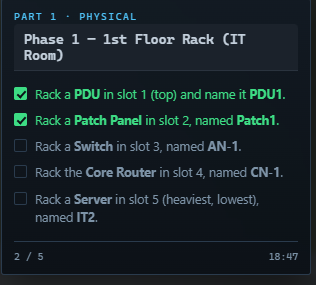 PART 1 · PHYSICAL
Phase 1 – 1st Floor Rack (IT
Room)
Rack a PDU in slot 1 (top) and name it PDU1.
Rack a Patch Panel in slot 2, named Patch1.
Rack a Switch in slot 3, named AN-1.
Rack the Core Router in slot 4, named CN-1.
Rack a Server in slot 5 (heaviest, lowest),
named IT2.
2 / 5
18:47